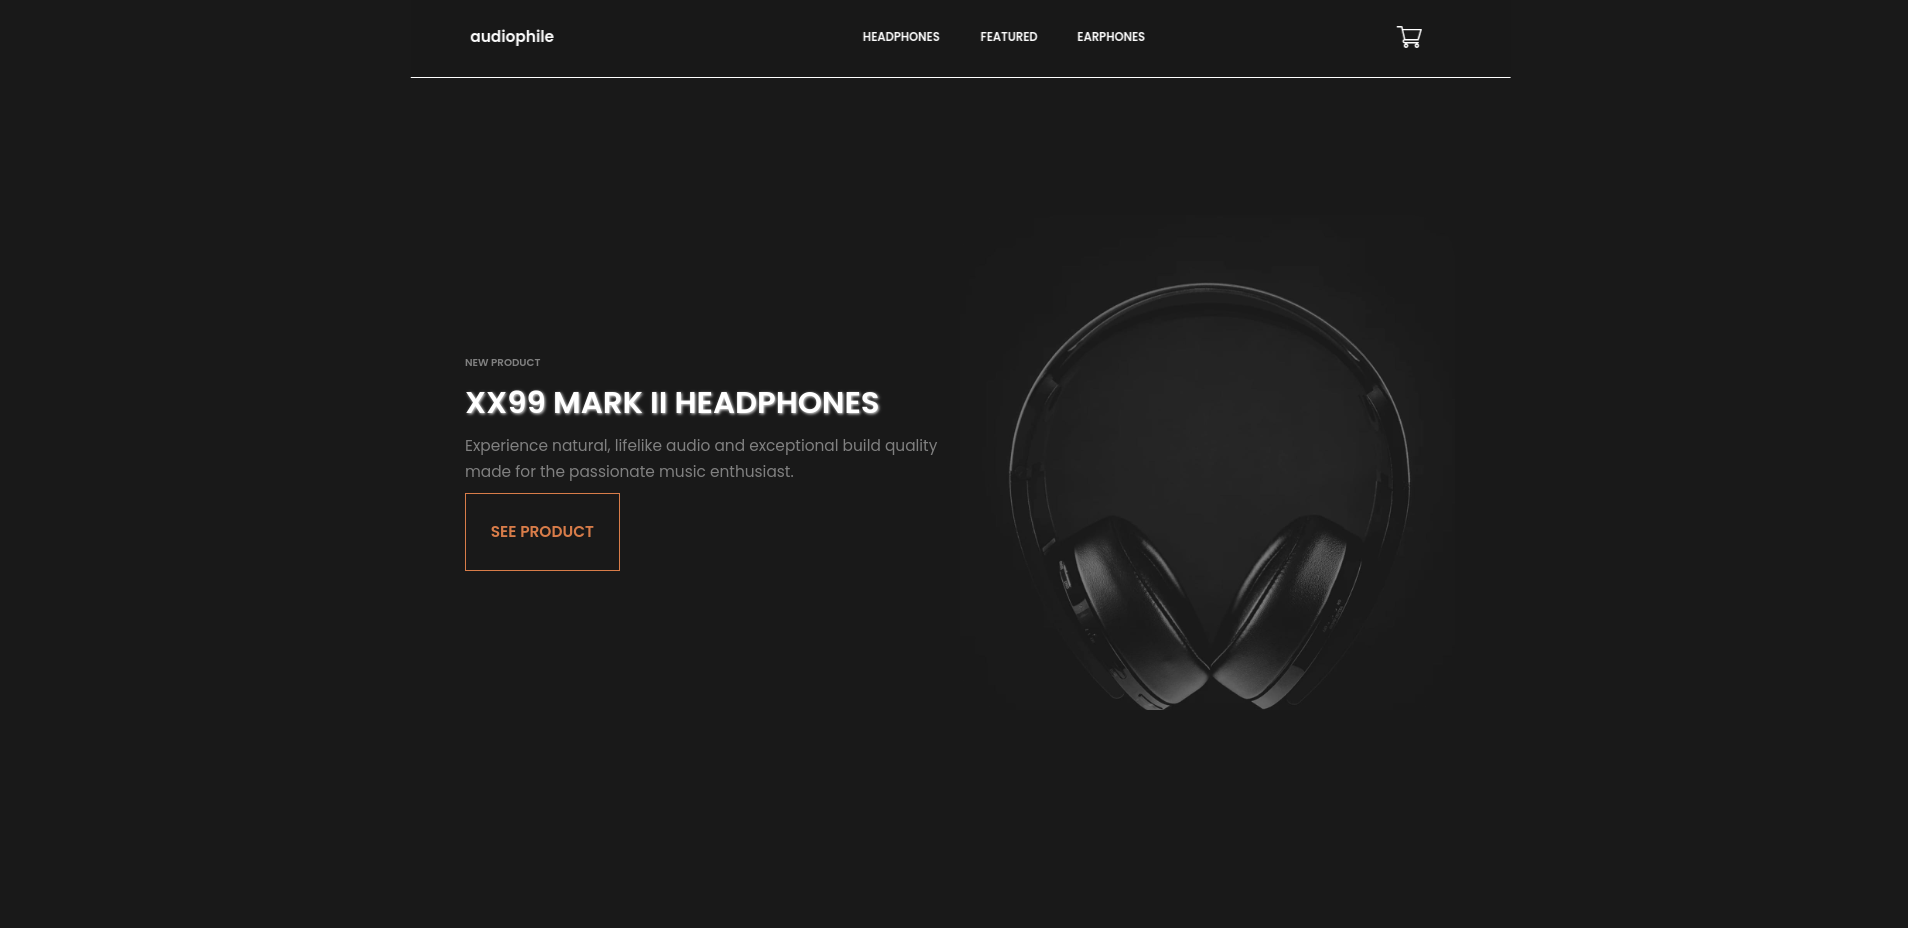 audiophile
HEADPHONES FEATURED EARPHONES
NEW PRODUCT
XX99 MARK II HEADPHONES
Experience natural, lifelike audio and exceptional build quality
made for the passionate music enthusiast.
SEE PRODUCT